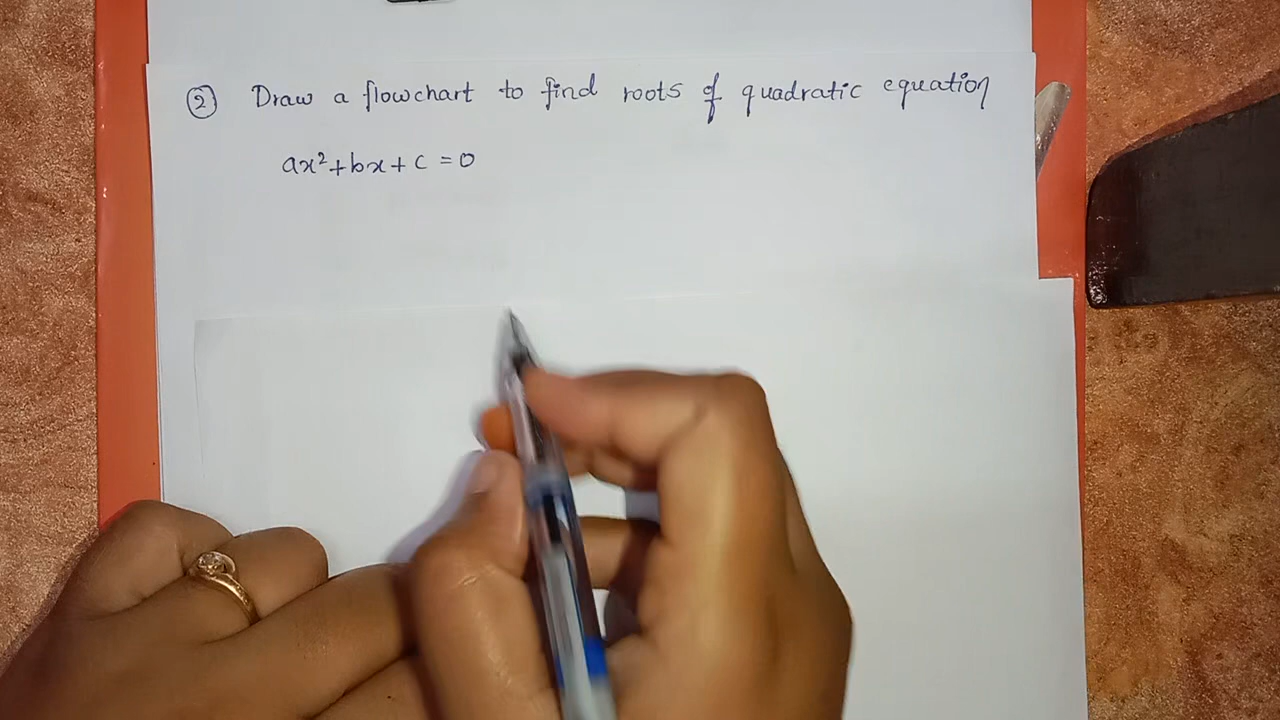 ② Draw a flowchart to find roots of quadratic equation
ax²+bx+c=0